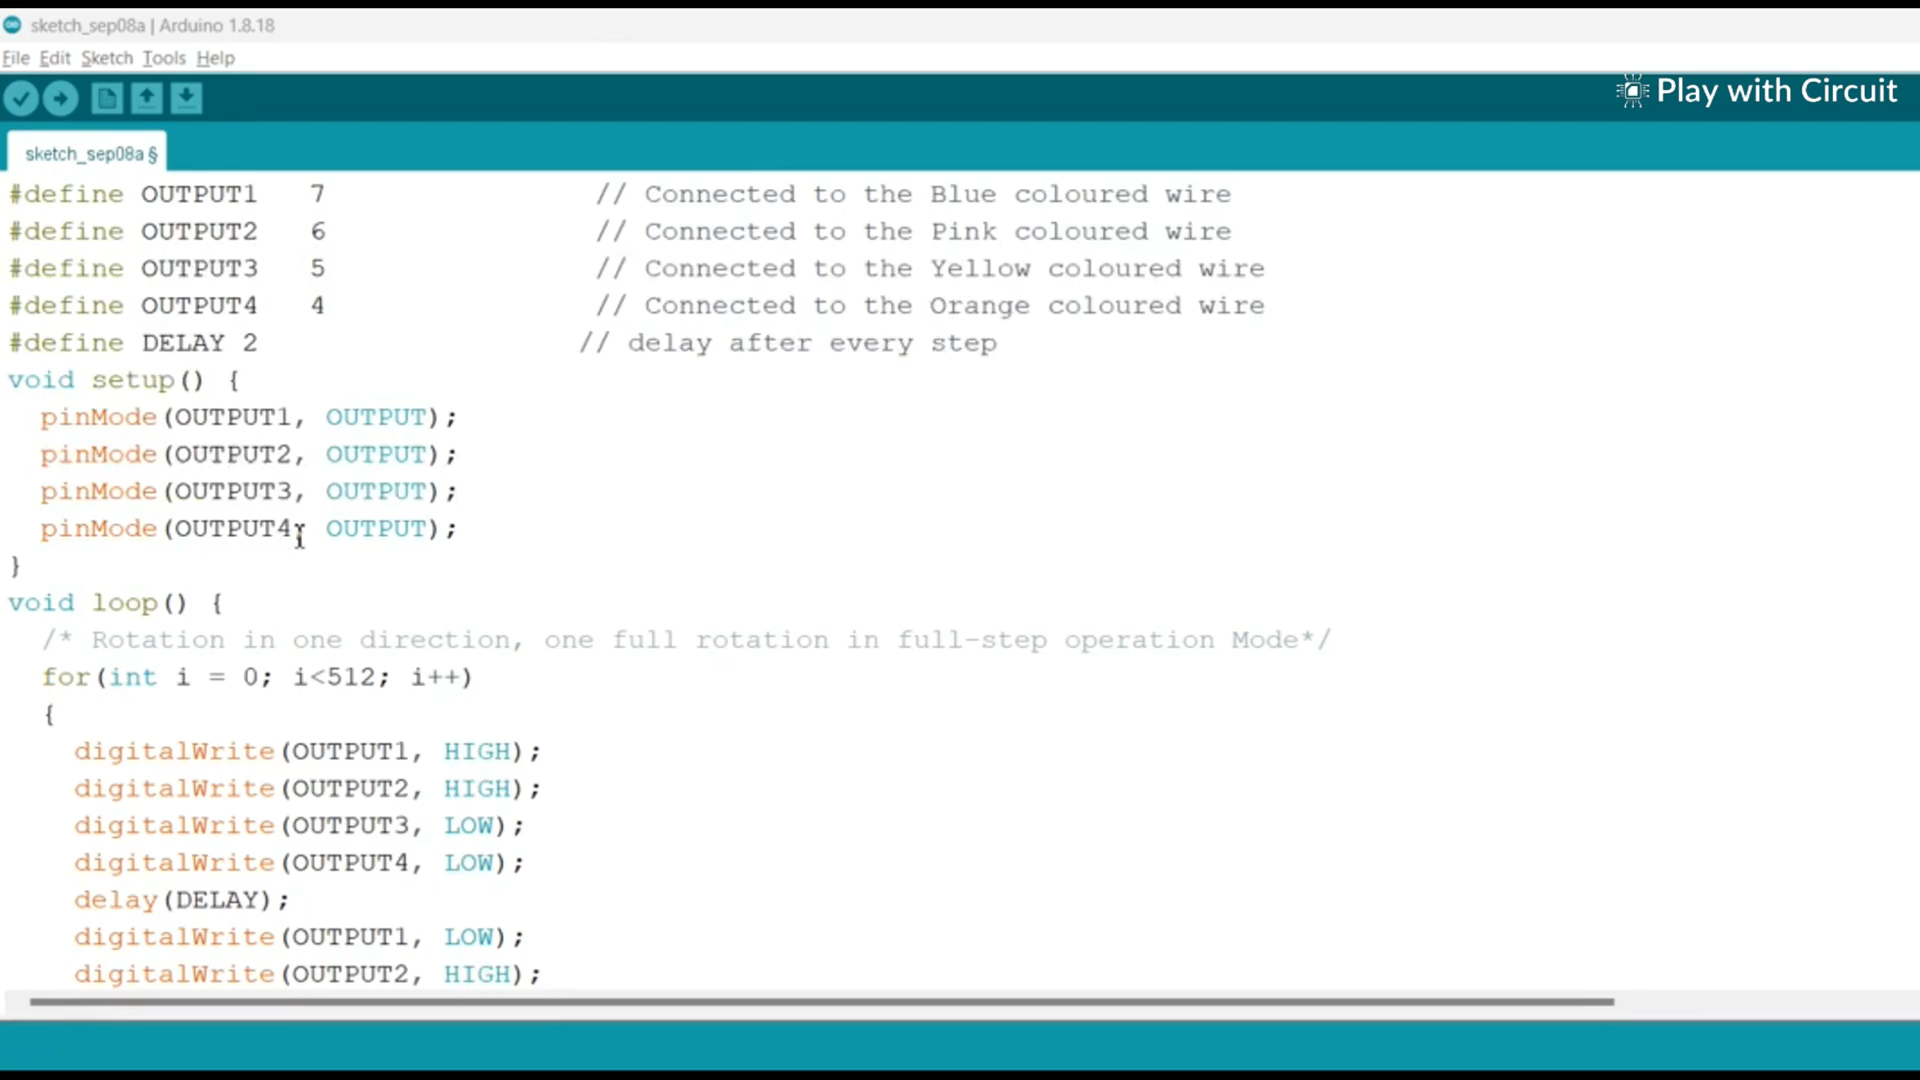 sketch_sep08a | Arduino 1.8.18
File Edit Sketch Tools Help
Play with Circuit
sketch_sep08a §
#define OUTPUT1   7                // Connected to the Blue coloured wire
#define OUTPUT2   6                // Connected to the Pink coloured wire
#define OUTPUT3   5                // Connected to the Yellow coloured wire
#define OUTPUT4   4                // Connected to the Orange coloured wire
#define DELAY 2                   // delay after every step
void setup() {
  pinMode(OUTPUT1, OUTPUT);
  pinMode(OUTPUT2, OUTPUT);
  pinMode(OUTPUT3, OUTPUT);
  pinMode(OUTPUT4, OUTPUT);
}
void loop() {
  /* Rotation in one direction, one full rotation in full-step operation Mode*/
  for(int i = 0; i<512; i++)
  {
    digitalWrite(OUTPUT1, HIGH);
    digitalWrite(OUTPUT2, HIGH);
    digitalWrite(OUTPUT3, LOW);
    digitalWrite(OUTPUT4, LOW);
    delay(DELAY);
    digitalWrite(OUTPUT1, LOW);
    digitalWrite(OUTPUT2, HIGH);